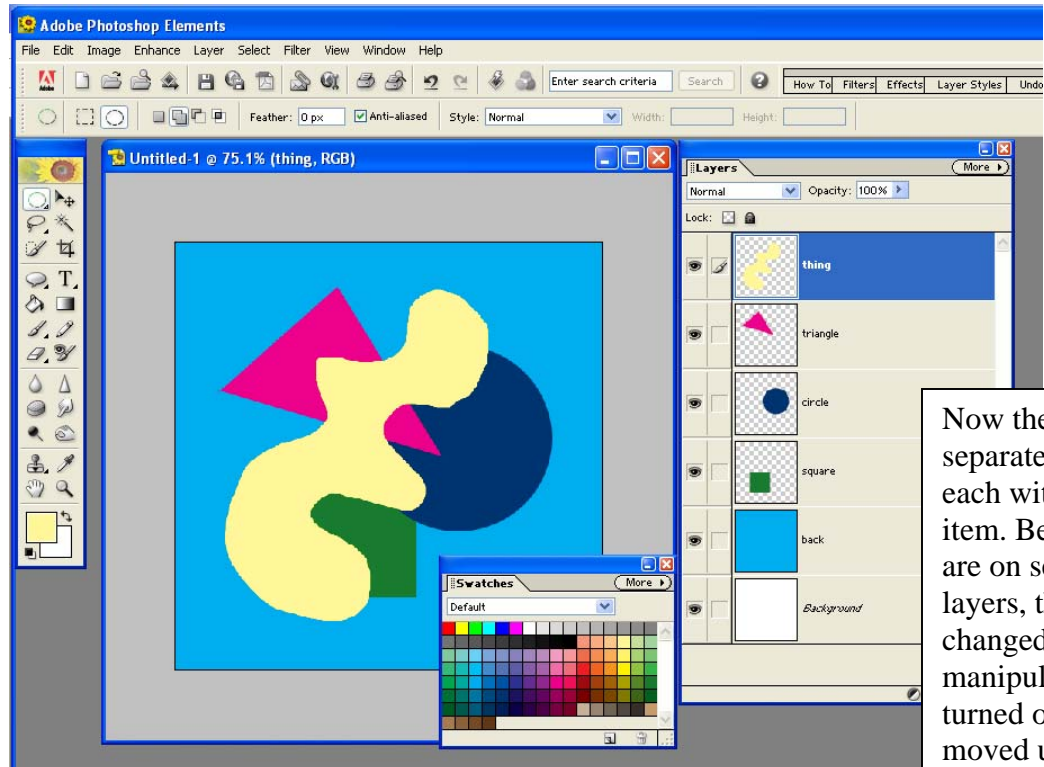 Adobe Photoshop Elements
File Edit Image Enhance Layer Select Filter View Window Help
Adobe
Enter search criteria Search How To Filters Effects Layer Styles Undo
Feather: 0 px Anti-aliased Style: Normal Width: Height:
Untitled-1 @ 75.1% (thing, RGB)
Layers More
Normal Opacity: 100%
Lock:
thing
triangle
circle
square
back
Background
Swatches More
Default
T
Now the
separate
each wit
item. Be
are on se
layers, th
changed
manipul
turned o
moved u